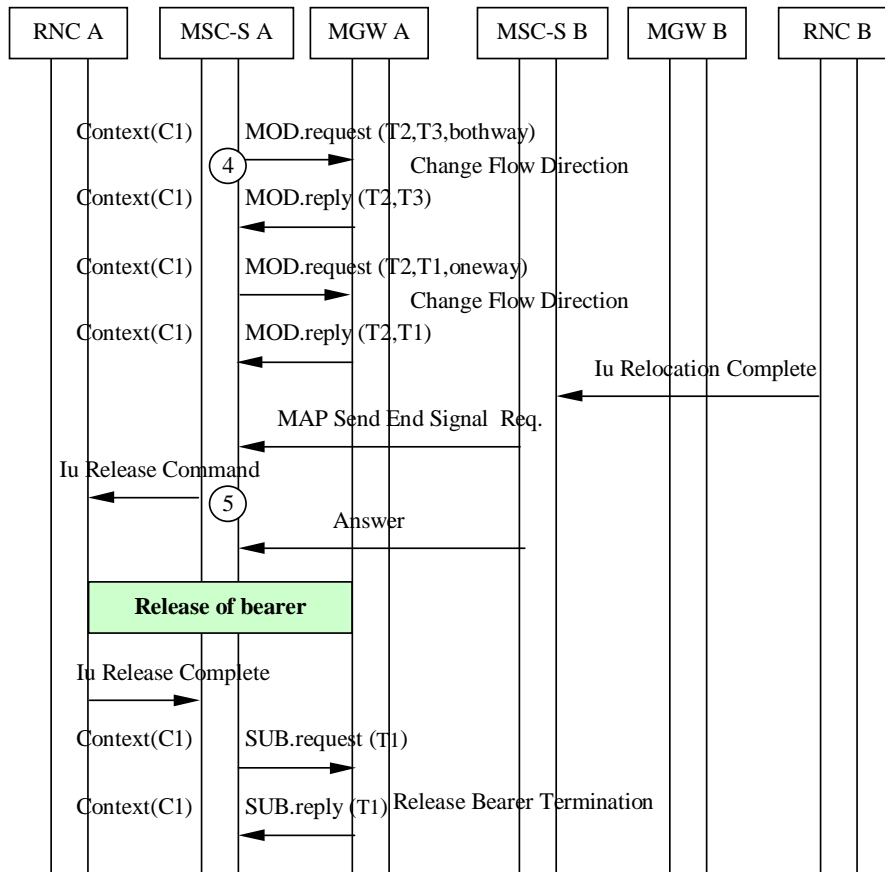 RNC A MSC-S A MGW A MSC-S B MGW B RNC B
Context(C1) MOD.request (T2,T3,bothway)
4 Change Flow Direction
Context(C1) MOD.reply (T2,T3)
Context(C1) MOD.request (T2,T1,oneway)
Change Flow Direction
Context(C1) MOD.reply (T2,T1)
Iu Relocation Complete
MAP Send End Signal Req.
Iu Release Command
5
Answer
Release of bearer
Iu Release Complete
Context(C1) SUB.request (T1)
Context(C1) SUB.reply (T1) Release Bearer Termination